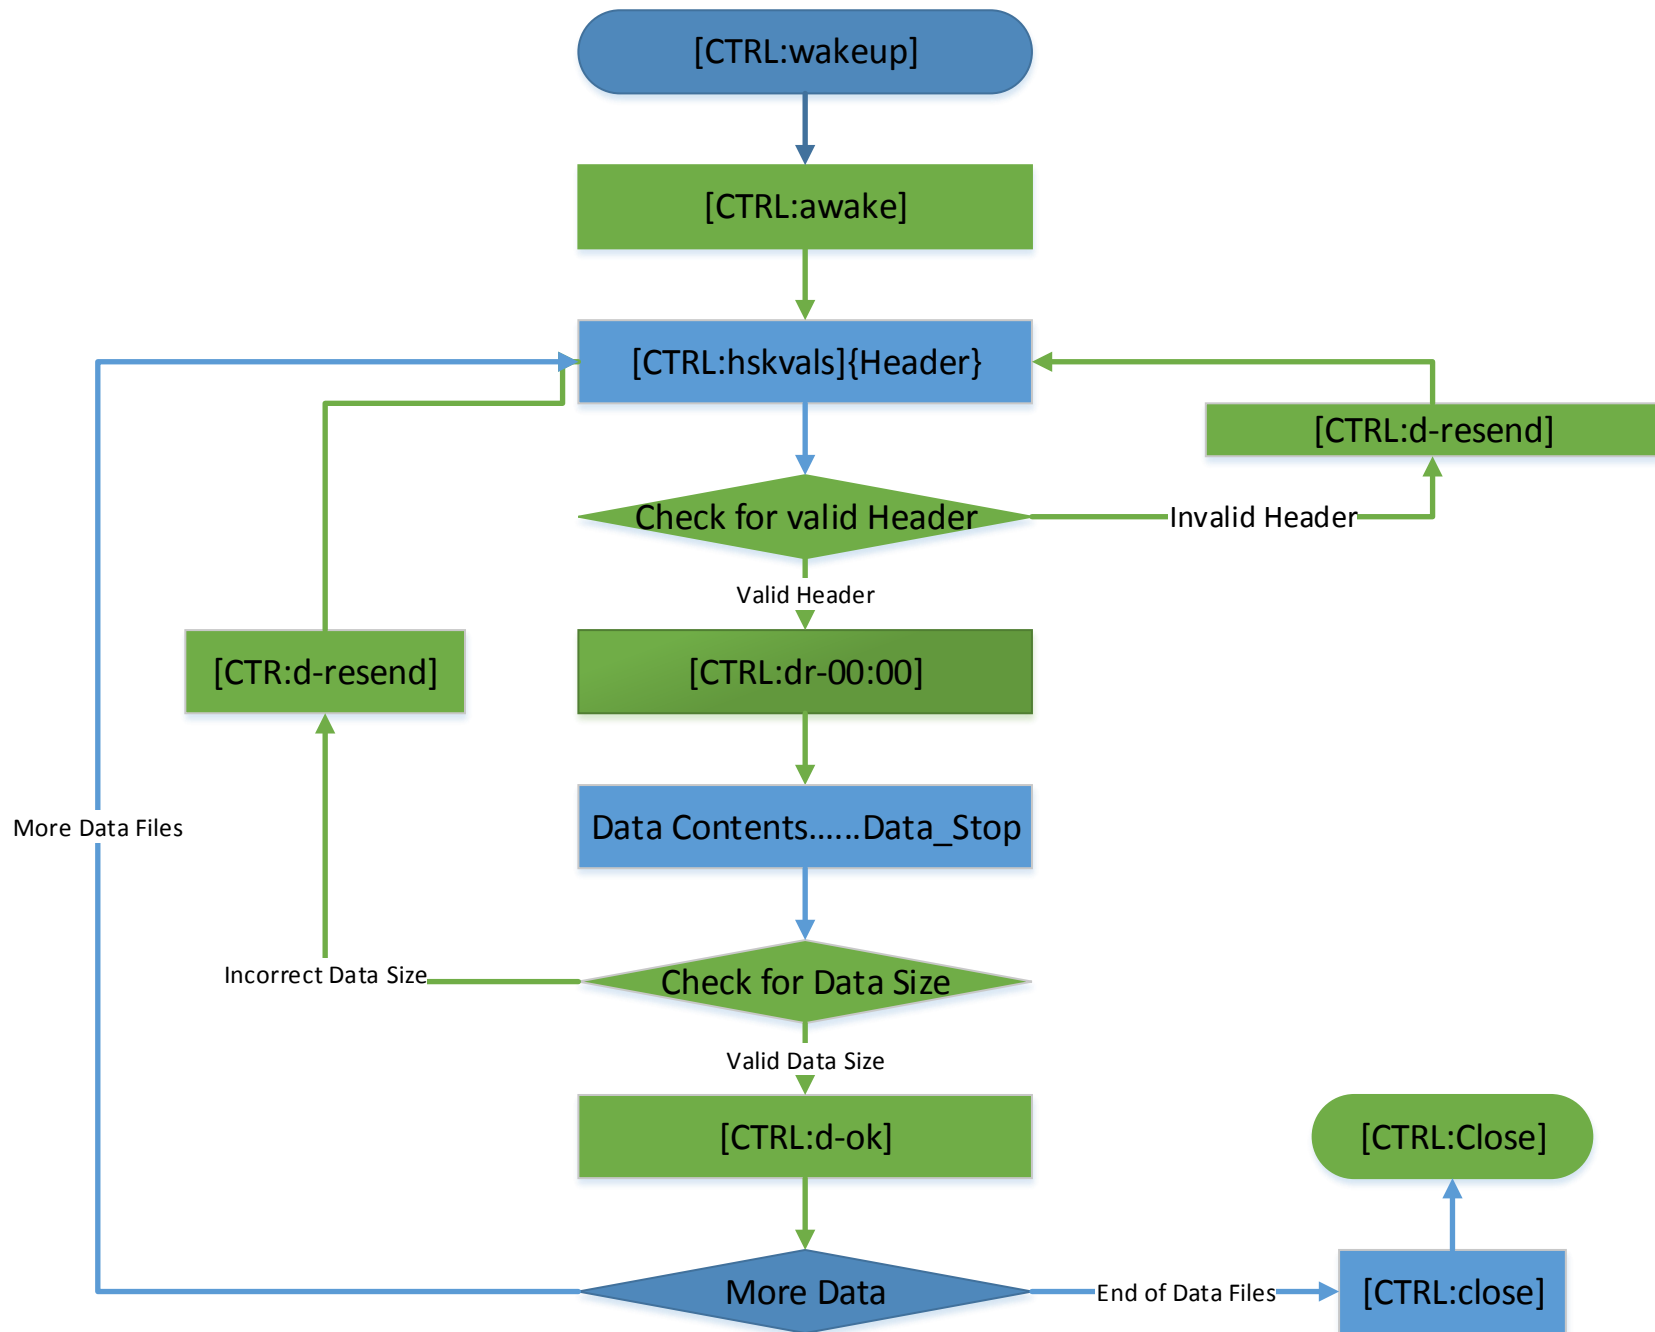 [CTRL:wakeup]
[CTRL:awake]
[CTRL:hskvals]{Header}
[CTRL:d-resend]
Check for valid Header
Invalid Header
Valid Header
[CTR:d-resend]
[CTRL:dr-00:00]
More Data Files
Data Contents......Data_Stop
Incorrect Data Size
Check for Data Size
Valid Data Size
[CTRL:d-ok]
[CTRL:Close]
More Data
End of Data Files
[CTRL:close]